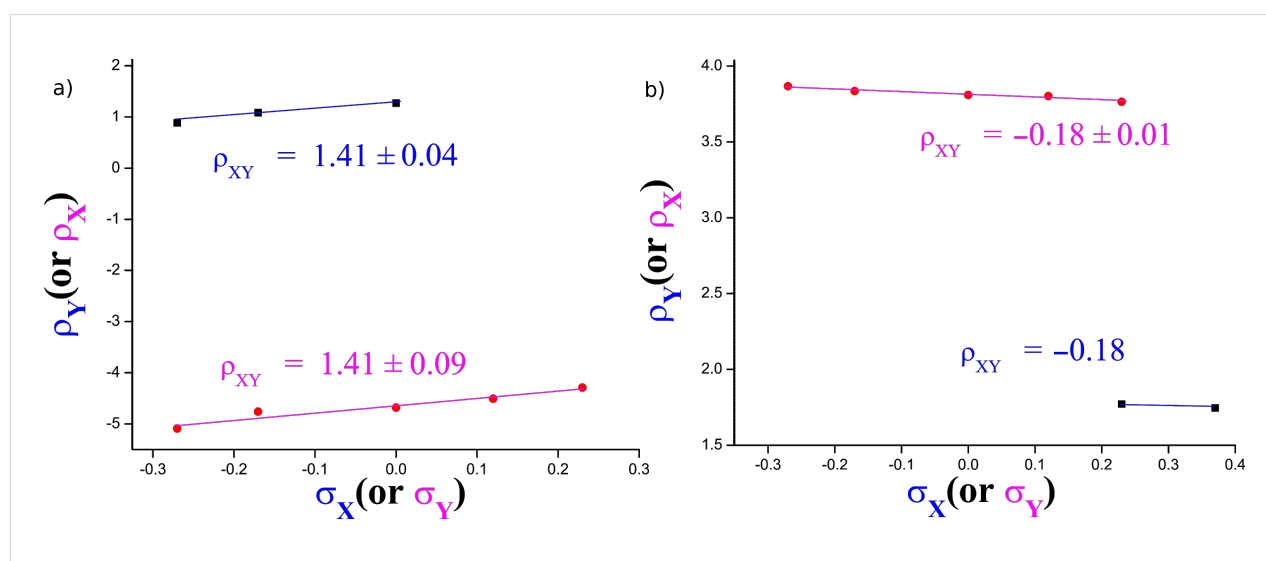 a)
2
1
0
-1
-2
-3
-4
-5
ρY(or ρX)
ρXY = 1.41 ± 0.04
ρXY = 1.41 ± 0.09
-0.3 -0.2 -0.1 0.0 0.1 0.2 0.3
σX(or σY)
b)
4.0
3.5
3.0
2.5
2.0
1.5
ρY(or ρX)
ρXY = −0.18 ± 0.01
ρXY = −0.18
-0.3 -0.2 -0.1 0.0 0.1 0.2 0.3 0.4
σX(or σY)